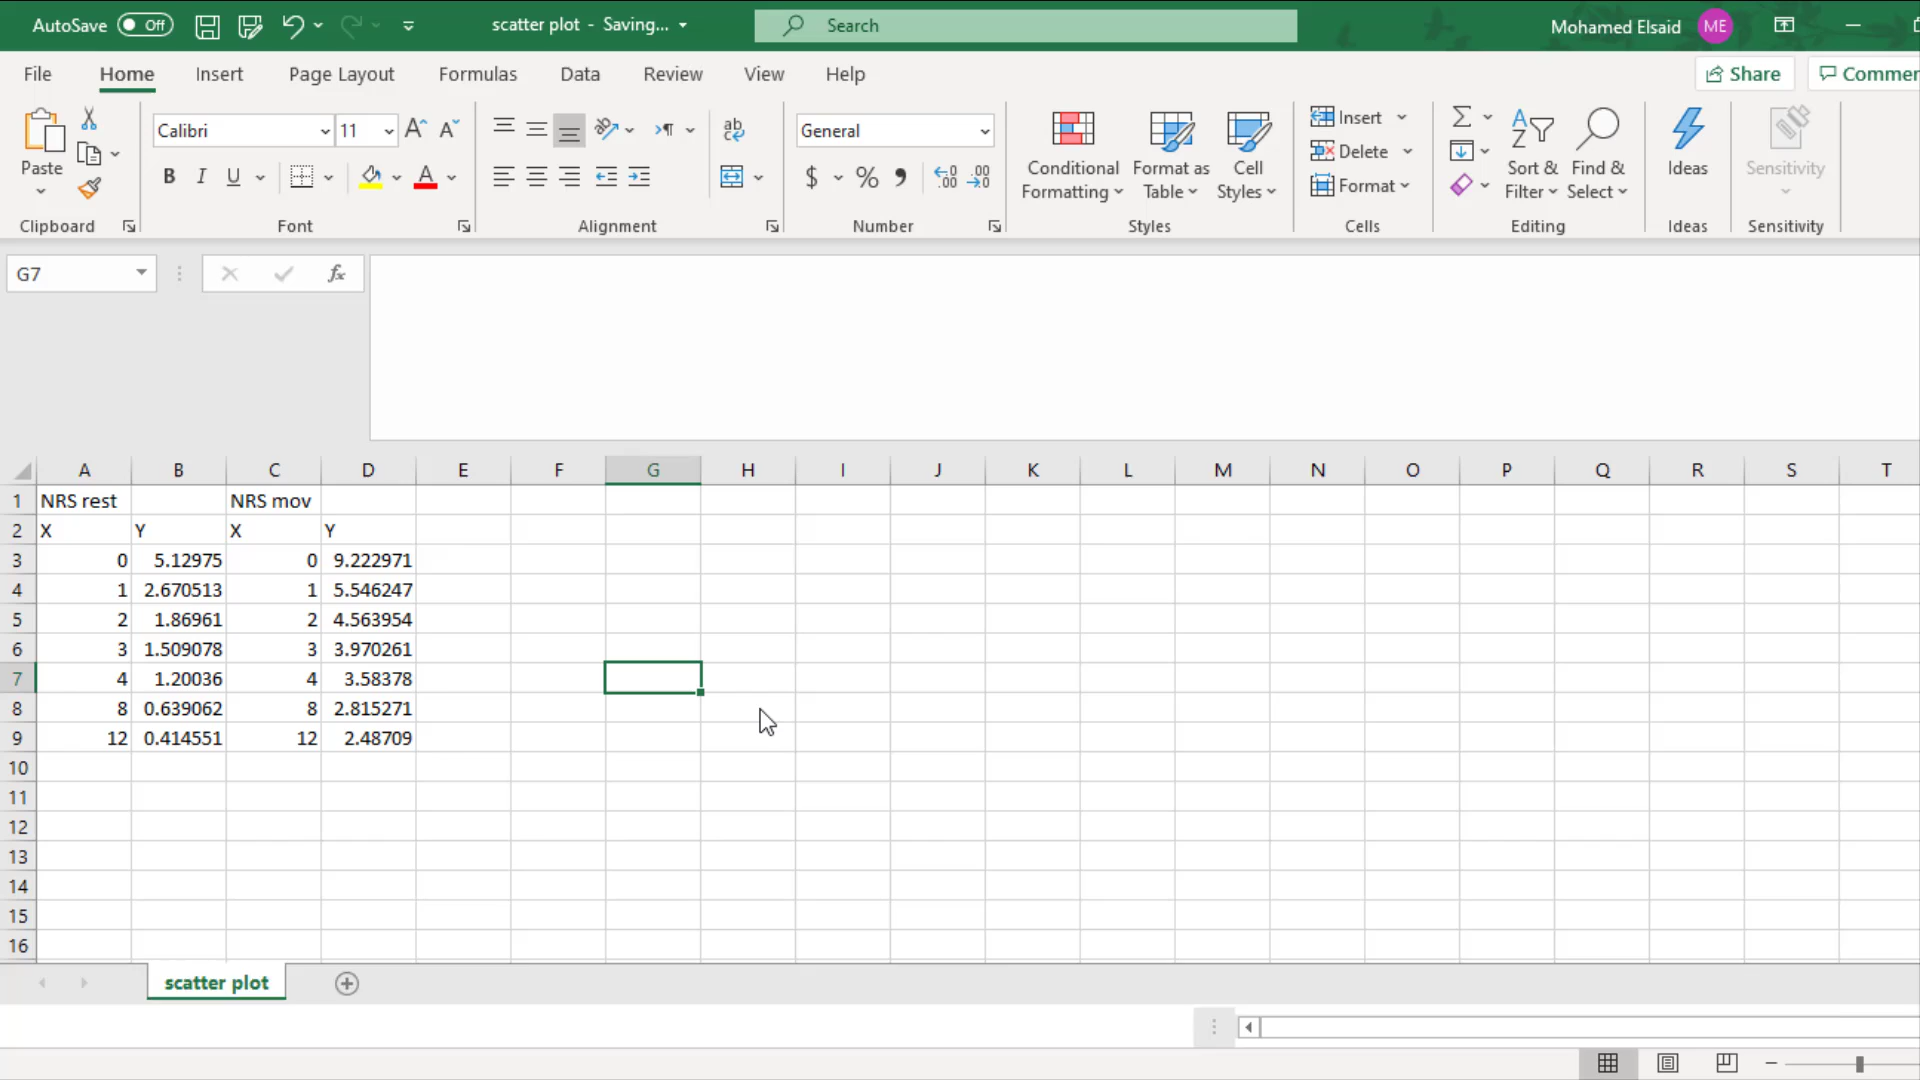 AutoSave Off scatter plot - Saving... Search Mohamed Elsaid ME
File Home Insert Page Layout Formulas Data Review View Help Share
Paste
Calibri 11
B I U
ab
General
$ % 9
Conditional Formatting
Format as Table
Cell Styles
Insert
Delete
Format
Sort & Filter
Find & Select
Ideas
Sensitivity
Clipboard Font Alignment Number Styles Cells Editing Ideas Sensitivity
G7 fx
A B C D E F G H I J K L M N O P Q R S T
1 NRS rest NRS mov
2 X Y X Y
3 0 5.12975 0 9.222971
4 1 2.670513 1 5.546247
5 2 1.86961 2 4.563954
6 3 1.509078 3 3.970261
7 4 1.20036 4 3.58378
8 8 0.639062 8 2.815271
9 12 0.414551 12 2.48709
10
11
12
13
14
15
16
scatter plot